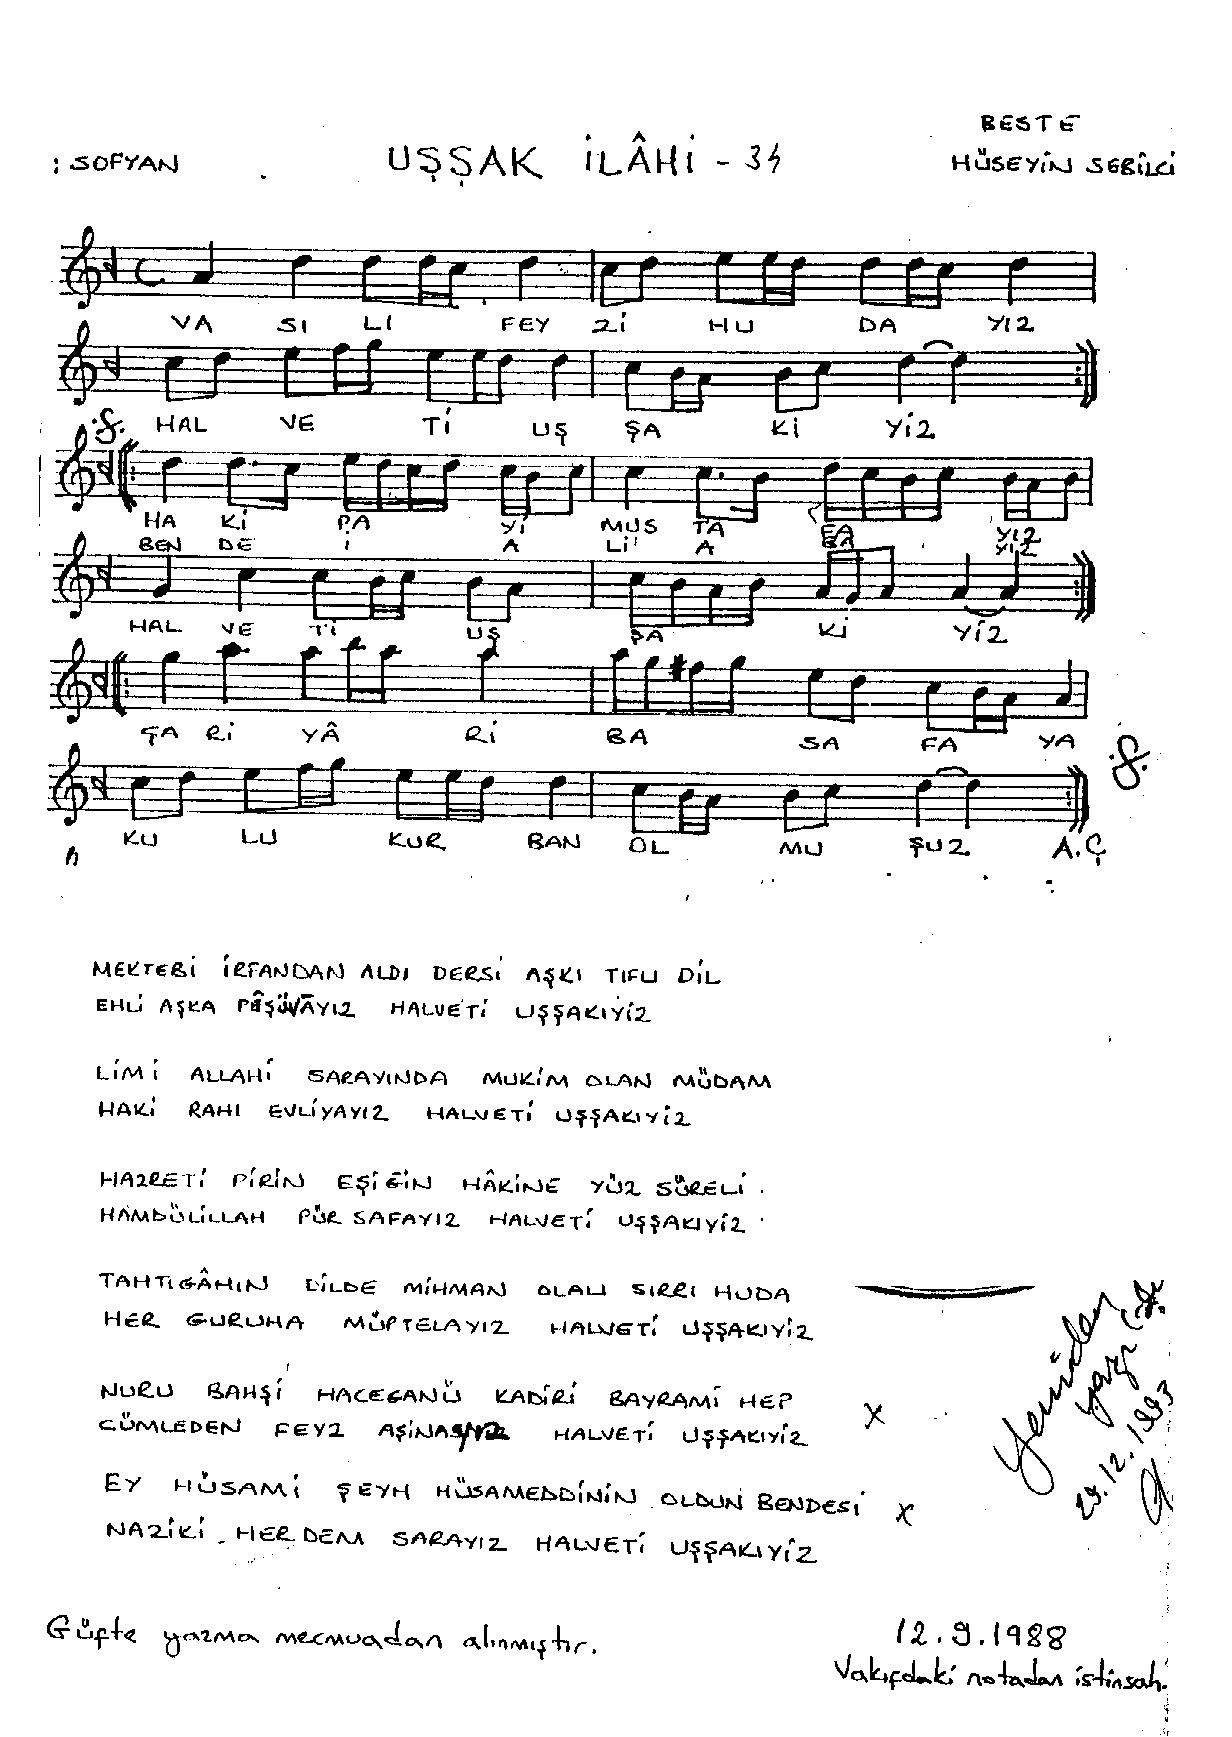 BESTE
: SOFYAN UŞŞAK İLÂHİ - 34 HÜSEYİN SEBİLCİ
VA SI LI FEY ZI HU DA YIZ
HAL VE Tİ UŞ ŞA Kİ YİZ
HA Kİ PA Yİ MUS TA FA YIZ
BEN DE İ A Lİ A BA YIZ
HAL VE Tİ UŞ ŞA Kİ YİZ
ÇA RI YÂ RI BA SA FA YA
KU LU KUR BAN OL MU ŞUZ A.Ç
MEKTEBİ İRFANDAN ALDI DERSİ AŞKI TIFLI DİL
EHLİ AŞKA PÊŞÜVÂYIZ HALVETİ UŞŞAKIYİZ
LİMİ ALLAHİ SARAYINDA MUKİM OLAN MÜDAM
HAKİ RAHI EVLİYAYIZ HALVETİ UŞŞAKIYİZ
HAZRETİ PİRİN EŞİĞİN HÂKİNE YÜZ SÜRELİ
HAMDÜLİLLAH PÜR SAFAYIZ HALVETİ UŞŞAKIYİZ
TAHTIGÂHIN DİLDE MİHMAN OLALI SIRRI HUDA
HER GURUHA MÜPTELAYIZ HALVETİ UŞŞAKIYİZ
NURU BAHŞİ HACEGANÜ KADİRİ BAYRAMİ HEP X
CÜMLEDEN FEYZ AŞİNASIYIZ HALVETİ UŞŞAKIYİZ
EY HÜSAMİ ŞEYH HÜSAMEDDİNİN OLDUN BENDESİ X
NAZİKİ HERDEM SARAYIZ HALVETİ UŞŞAKIYİZ
Yeniden
yazı
29.12.1993
Güfte yazma mecmuadan alınmıştır. 12.9.1988
Vakıfdaki notadan istinsah.